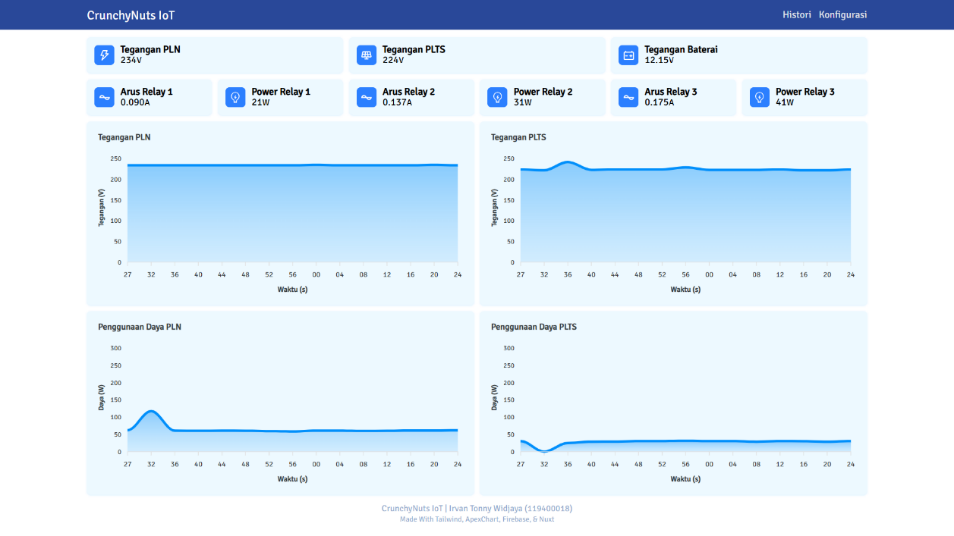 CrunchyNuts IoT
Histori Konfigurasi
Tegangan PLN
234V
Tegangan PLTS
224V
Tegangan Baterai
12.15V
Arus Relay 1
0.090A
Power Relay 1
21W
Arus Relay 2
0.137A
Power Relay 2
31W
Arus Relay 3
0.175A
Power Relay 3
41W
Tegangan PLN
Tegangan (V)
250
200
150
100
50
0
27 32 36 40 44 48 52 56 00 04 08 12 16 20 24
Waktu (s)
Tegangan PLTS
Tegangan (V)
250
200
150
100
50
0
27 32 36 40 44 48 52 56 00 04 08 12 16 20 24
Waktu (s)
Penggunaan Daya PLN
Daya (W)
300
250
200
150
100
50
0
27 32 36 40 44 48 52 56 00 04 08 12 16 20 24
Waktu (s)
Penggunaan Daya PLTS
Daya (W)
300
250
200
150
100
50
0
27 32 36 40 44 48 52 56 00 04 08 12 16 20 24
Waktu (s)
CrunchyNuts IoT | Irvan Tonny Widjaya (119400018)
Made With Tailwind, ApexChart, Firebase, & Nuxt